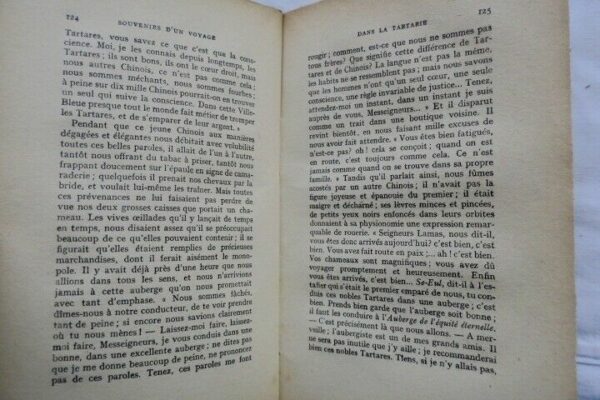 124
SOUVENIRS D'UN VOYAGE
Tartares, vous savez ce que c'est que la cons-
cience. Moi, je les connais depuis longtemps, les
Tartares; ils sont bons, ils ont le cœur droit, mais
nous autres Chinois, ce n'est pas comme cela;
nous sommes méchants, nous sommes fourbes;
à peine sur dix mille Chinois pourrait-on en trouver
un seul qui suive la conscience. Dans cette Ville-
Bleue presque tout le monde fait métier de tromper
les Tartares, et de s'emparer de leur argent. »
Pendant que ce jeune Chinois aux manières
dégagées et élégantes nous débitait avec volubilité
toutes ces belles paroles, il allait de l'un à l'autre,
tantôt nous offrant du tabac à priser, tantôt nous
frappant doucement sur l'épaule en signe de cama-
raderie; quelquefois il prenait nos chevaux par la
bride, et voulait lui-même les traîner. Mais toutes
ces prévenances ne lui faisaient pas perdre de
vue nos deux grosses caisses que portait un cha-
meau. Les vives œillades qu'il y lançait de temps
en temps, nous disaient assez qu'il se préoccupait
beaucoup de ce qu'elles pouvaient contenir; il se
figurait qu'elles étaient remplies de précieuses
marchandises, dont il ferait aisément le mono-
pole. Il y avait déjà près d'une heure que nous
allions dans tous les sens, et nous n'arrivions
jamais à cette auberge qu'on nous promettait
avec tant d'emphase. « Nous sommes fâchés,
dîmes-nous à notre conducteur, de te donner
tant de peine; si encore nous savions clairement
où tu nous mènes! — Laissez-moi faire, laissez-
moi faire, Messeigneurs, je vous conduis dans une
bonne, dans une excellente auberge; ne dites pas
que je me donne beaucoup de peine, ne prononcez
pas de ces paroles. Tenez, ces paroles me font
DANS LA TARTARIE
125
rougir; comment, est-ce que nous ne sommes pas
tous frères? Que signifie cette différence de Tar-
tares et de Chinois? La langue n'est pas la même,
les habits ne se ressemblent pas; mais nous savons
que les hommes n'ont qu'un seul cœur, une seule
conscience, une règle invariable de justice... Tenez,
attendez-moi un instant, dans un instant je suis
auprès de vous, Messeigneurs... » Et il disparut
comme un trait dans une boutique voisine. Il
revint bientôt, en nous faisant mille excuses de
nous avoir fait attendre. « Vous êtes bien fatigués,
n'est-ce pas? oh! cela se conçoit; quand on est
en route, c'est toujours comme cela. Ce n'est
jamais comme quand on se trouve dans sa propre
famille. » Tandis qu'il parlait ainsi, nous fûmes
accostés par un autre Chinois; il n'avait pas la
figure joyeuse et épanouie du premier; il était
maigre et décharné; ses lèvres minces et pincées,
de petits yeux noirs enfoncés dans leurs orbites
donnaient à sa physionomie une expression remar-
quable de rouerie. « Seigneurs Lamas, nous dit-il,
vous êtes donc arrivés aujourd'hui? c'est bien, c'est
bien. Vous avez fait route en paix;... ah! c'est bien.
Vos chameaux sont magnifiques; vous avez dû
voyager promptement et heureusement. Enfin
vous êtes arrivés, c'est bien... Se-Eul, dit-il à l'es-
tafier qui s'était le premier emparé de nous, tu con-
duis ces nobles Tartares dans une auberge, c'est
bien. Prends bien garde que l'auberge soit bonne;
il faut les conduire à l'Auberge de l'équité éternelle.
— C'est précisément là que nous allons. — A mer-
veille; l'aubergiste est un de mes grands amis. Il
ne sera pas inutile que j'y aille; je recommanderai
bien ces nobles Tartares. Tiens, si je n'y allais pas,